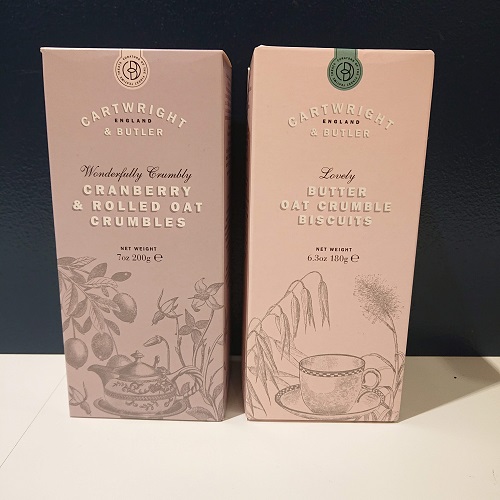 CARTWRIGHT
ENGLAND
& BUTLER
Wonderfully Crumbly
CRANBERRY
& ROLLED OAT
CRUMBLES
NET WEIGHT
7oz 200g ℮
CARTWRIGHT
ENGLAND
& BUTLER
Lovely
BUTTER
OAT CRUMBLE
BISCUITS
NET WEIGHT
6.3oz 180g ℮